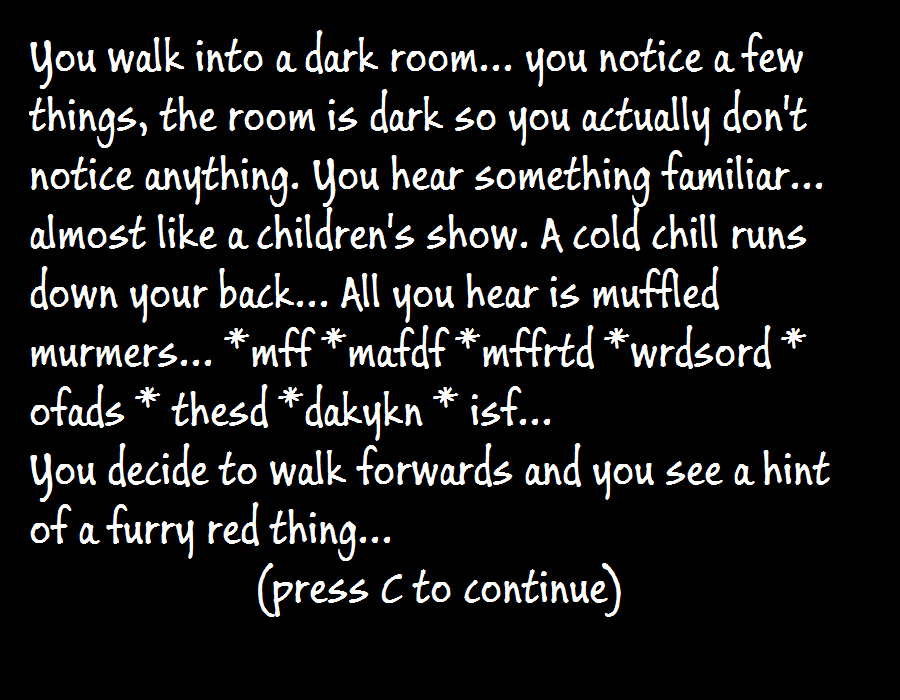 You walk into a dark room... you notice a few
things, the room is dark so you actually don't
notice anything. You hear something familiar...
almost like a children's show. A cold chill runs
down your back... All you hear is muffled
murmers... *mff *mafdf *mffrtd *wrdsord *
ofads * thesd *dakykn * isf...
You decide to walk forwards and you see a hint
of a furry red thing...
(press C to continue)